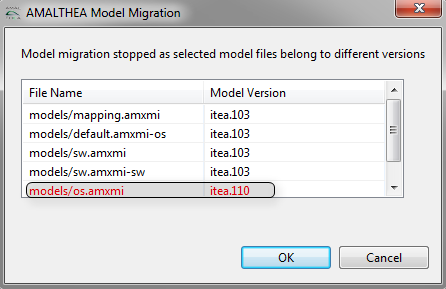 AMALTHEA Model Migration
Model migration stopped as selected model files belong to different versions
File Name Model Version
models/mapping.amxmi itea.103
models/default.amxmi-os itea.103
models/sw.amxmi itea.103
models/sw.amxmi-sw itea.103
models/os.amxmi itea.110
OK Cancel